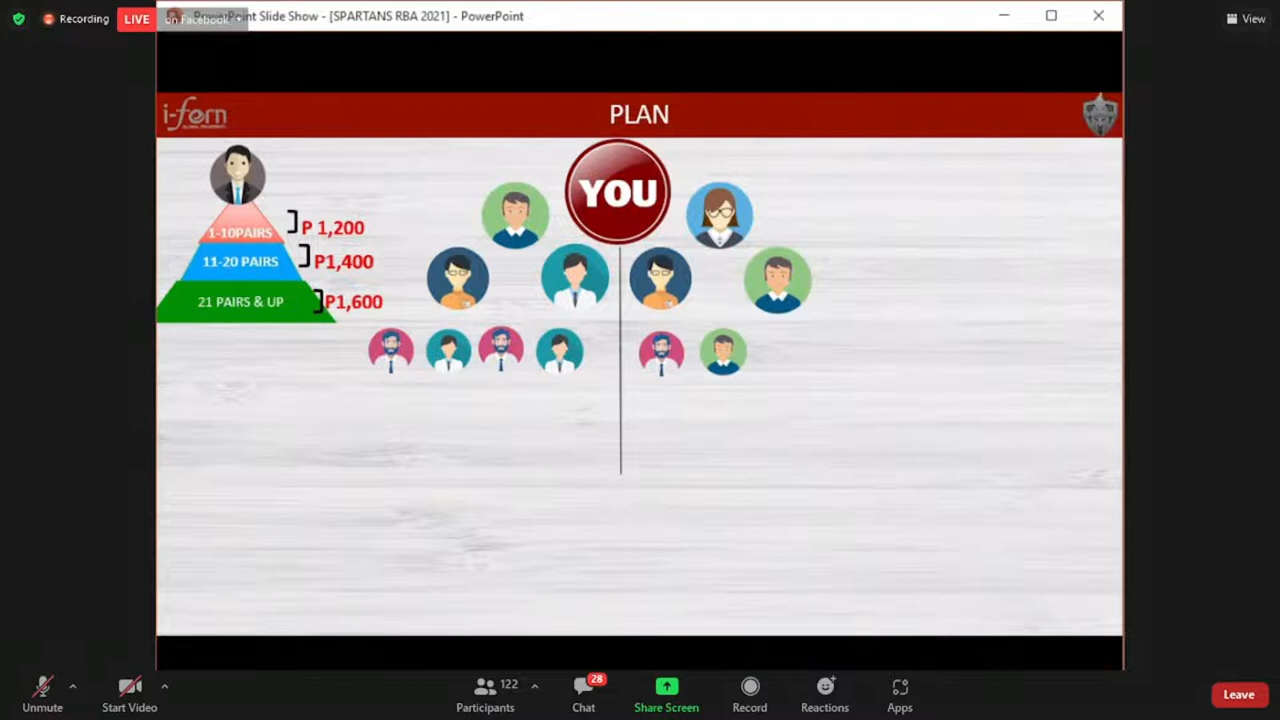 Recording
LIVE
on Facebook
PowerPoint Slide Show - [SPARTANS RBA 2021] - PowerPoint
View
i-fern
PLAN
YOU
1-10PAIRS
P 1,200
11-20 PAIRS
P1,400
21 PAIRS & UP
P1,600
Unmute
Start Video
122
Participants
28
Chat
Share Screen
Record
Reactions
Apps
Leave